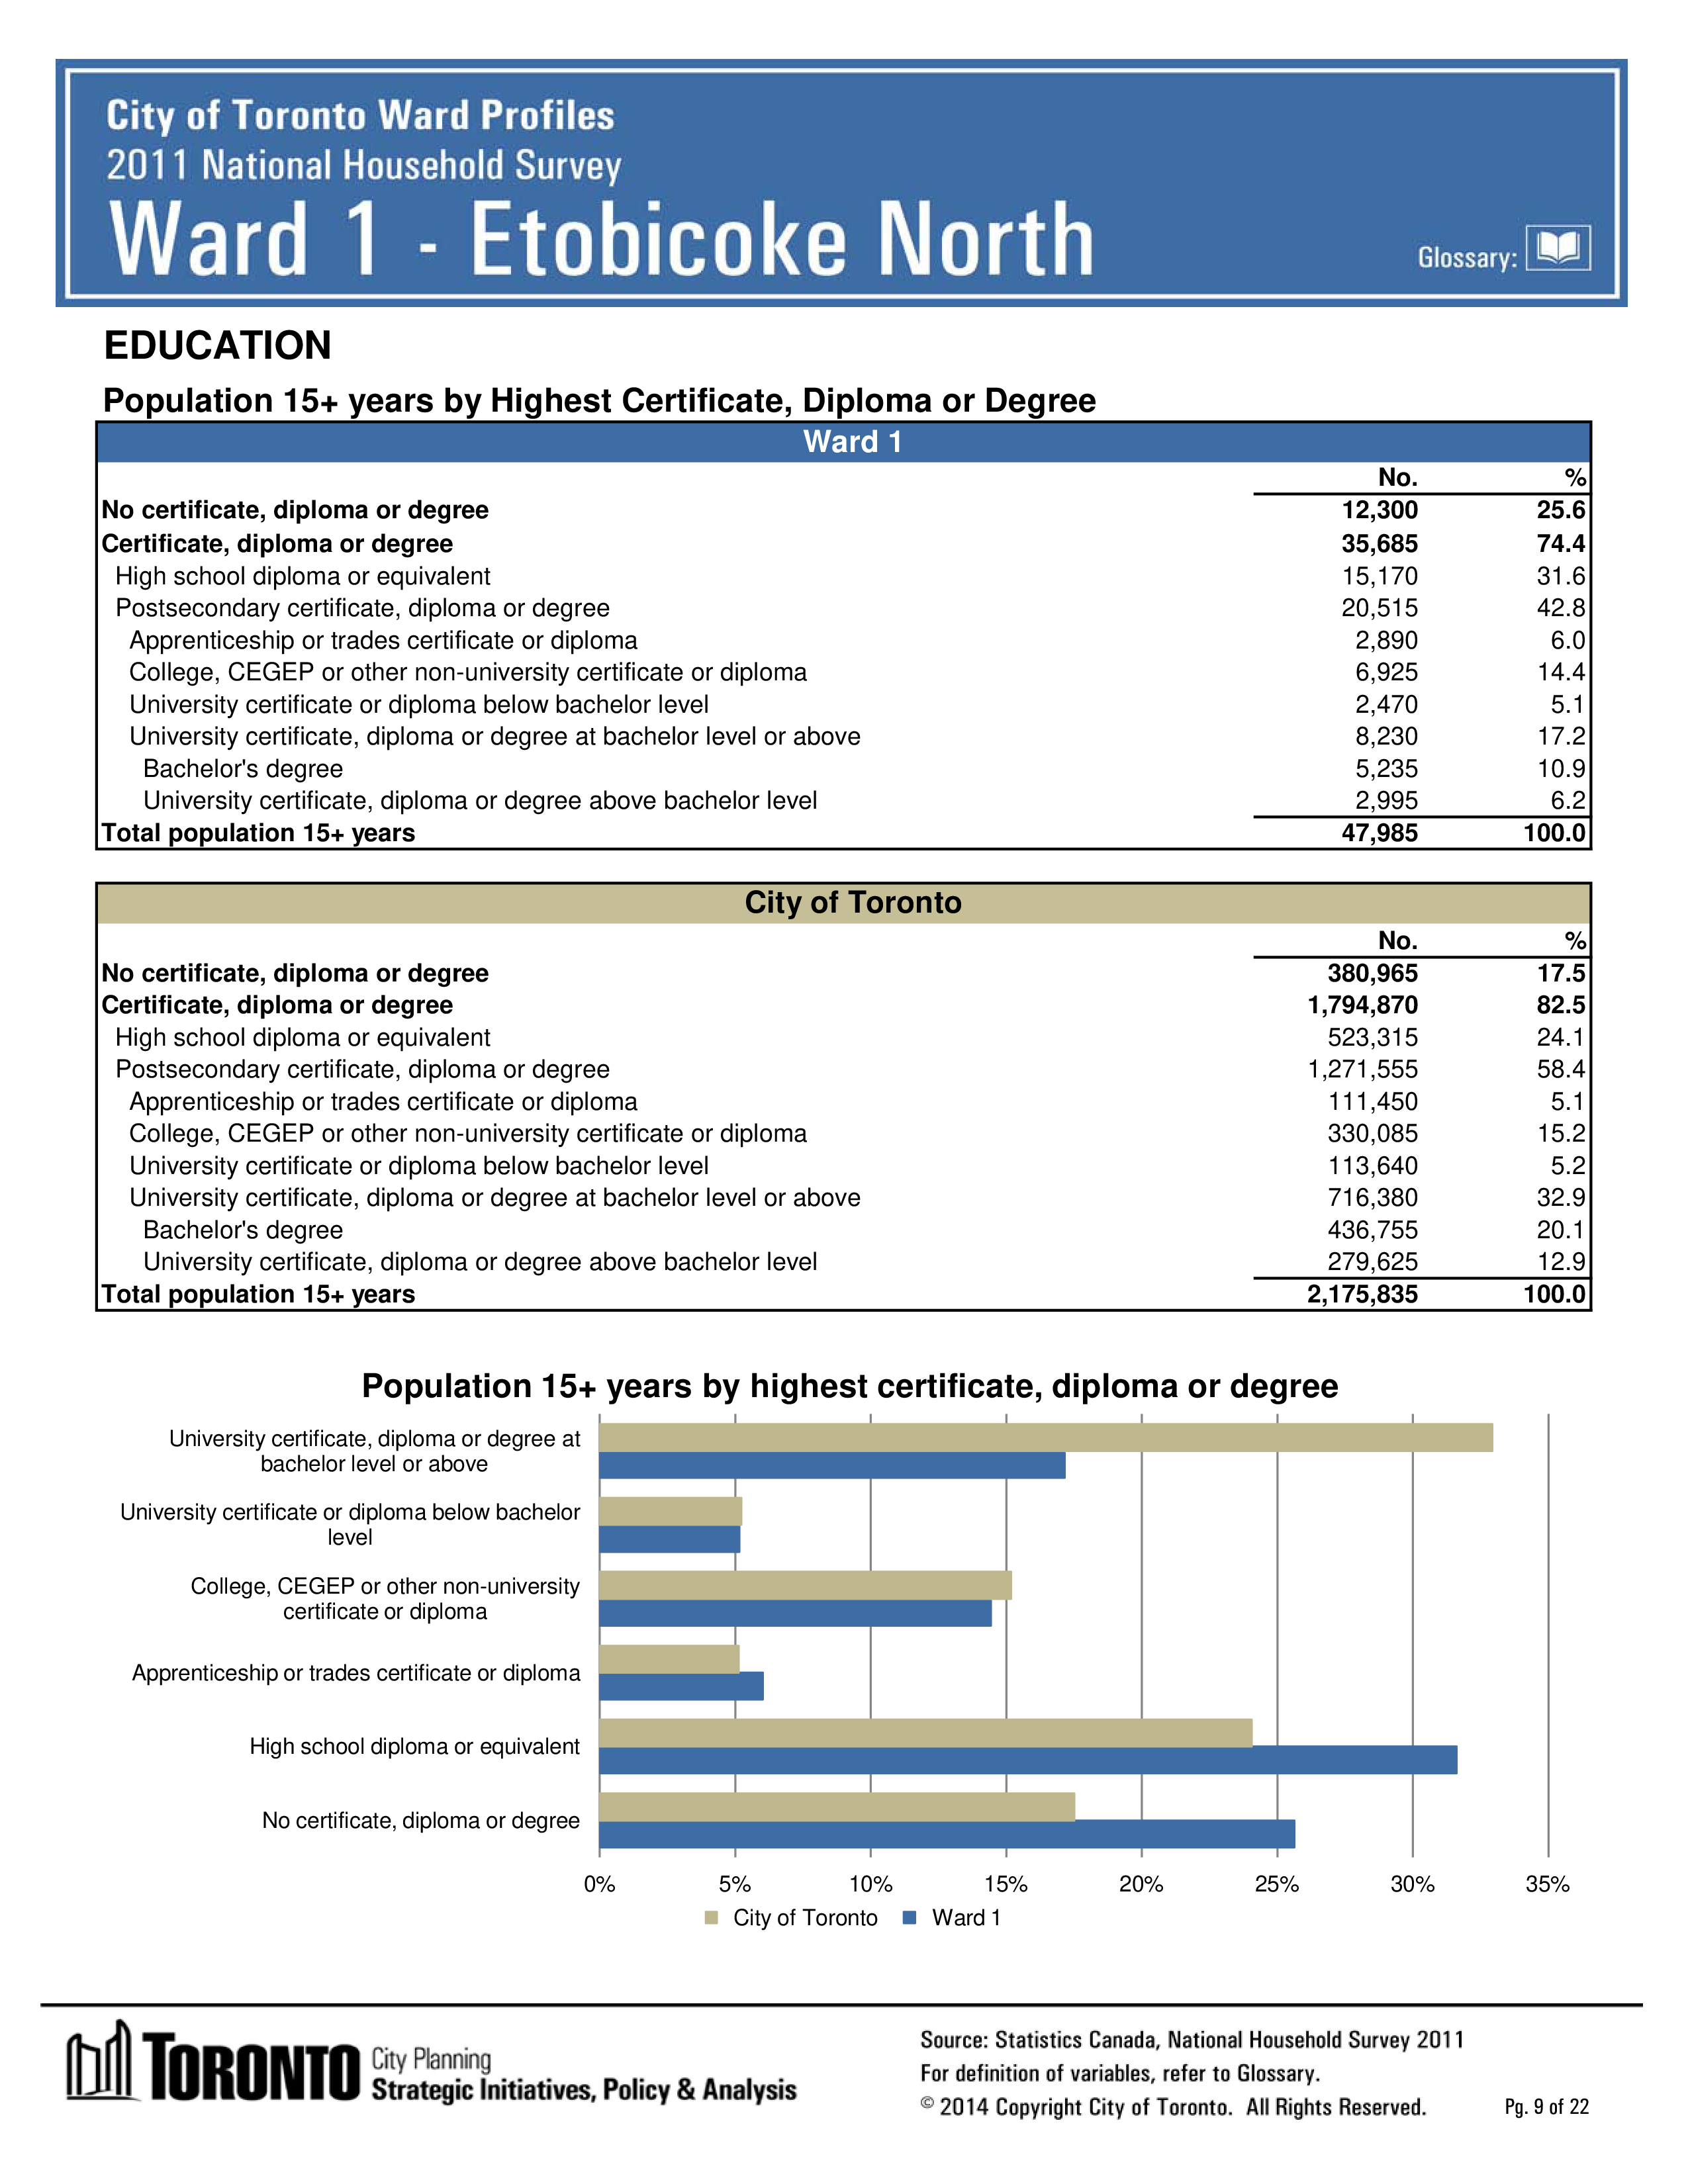 City of Toronto Ward Profiles
2011 National Household Survey
Ward 1 - Etobicoke North
Glossary:
EDUCATION
Population 15+ years by Highest Certificate, Diploma or Degree
Ward 1
No. %
No certificate, diploma or degree 12,300 25.6
Certificate, diploma or degree 35,685 74.4
High school diploma or equivalent 15,170 31.6
Postsecondary certificate, diploma or degree 20,515 42.8
Apprenticeship or trades certificate or diploma 2,890 6.0
College, CEGEP or other non-university certificate or diploma 6,925 14.4
University certificate or diploma below bachelor level 2,470 5.1
University certificate, diploma or degree at bachelor level or above 8,230 17.2
Bachelor's degree 5,235 10.9
University certificate, diploma or degree above bachelor level 2,995 6.2
Total population 15+ years 47,985 100.0
City of Toronto
No. %
No certificate, diploma or degree 380,965 17.5
Certificate, diploma or degree 1,794,870 82.5
High school diploma or equivalent 523,315 24.1
Postsecondary certificate, diploma or degree 1,271,555 58.4
Apprenticeship or trades certificate or diploma 111,450 5.1
College, CEGEP or other non-university certificate or diploma 330,085 15.2
University certificate or diploma below bachelor level 113,640 5.2
University certificate, diploma or degree at bachelor level or above 716,380 32.9
Bachelor's degree 436,755 20.1
University certificate, diploma or degree above bachelor level 279,625 12.9
Total population 15+ years 2,175,835 100.0
Population 15+ years by highest certificate, diploma or degree
University certificate, diploma or degree at
bachelor level or above
University certificate or diploma below bachelor
level
College, CEGEP or other non-university
certificate or diploma
Apprenticeship or trades certificate or diploma
High school diploma or equivalent
No certificate, diploma or degree
0% 5% 10% 15% 20% 25% 30% 35%
City of Toronto Ward 1
TORONTO
City Planning
Strategic Initiatives, Policy & Analysis
Source: Statistics Canada, National Household Survey 2011
For definition of variables, refer to Glossary.
© 2014 Copyright City of Toronto. All Rights Reserved.
Pg. 9 of 22